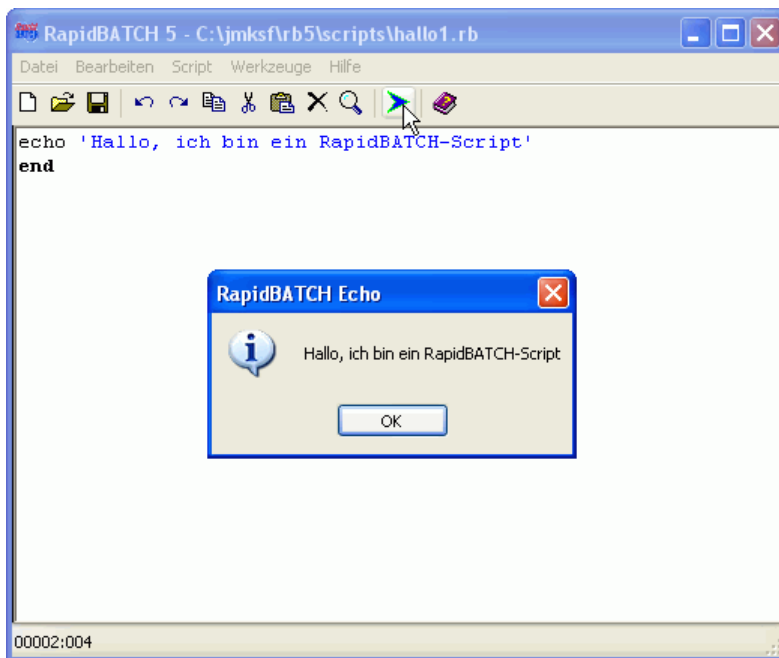 RapidBATCH 5 - C:\jmksf\rb5\scripts\hallo1.rb
Datei Bearbeiten Script Werkzeuge Hilfe
echo 'Hallo, ich bin ein RapidBATCH-Script'
end
RapidBATCH Echo
Hallo, ich bin ein RapidBATCH-Script
OK
00002:004